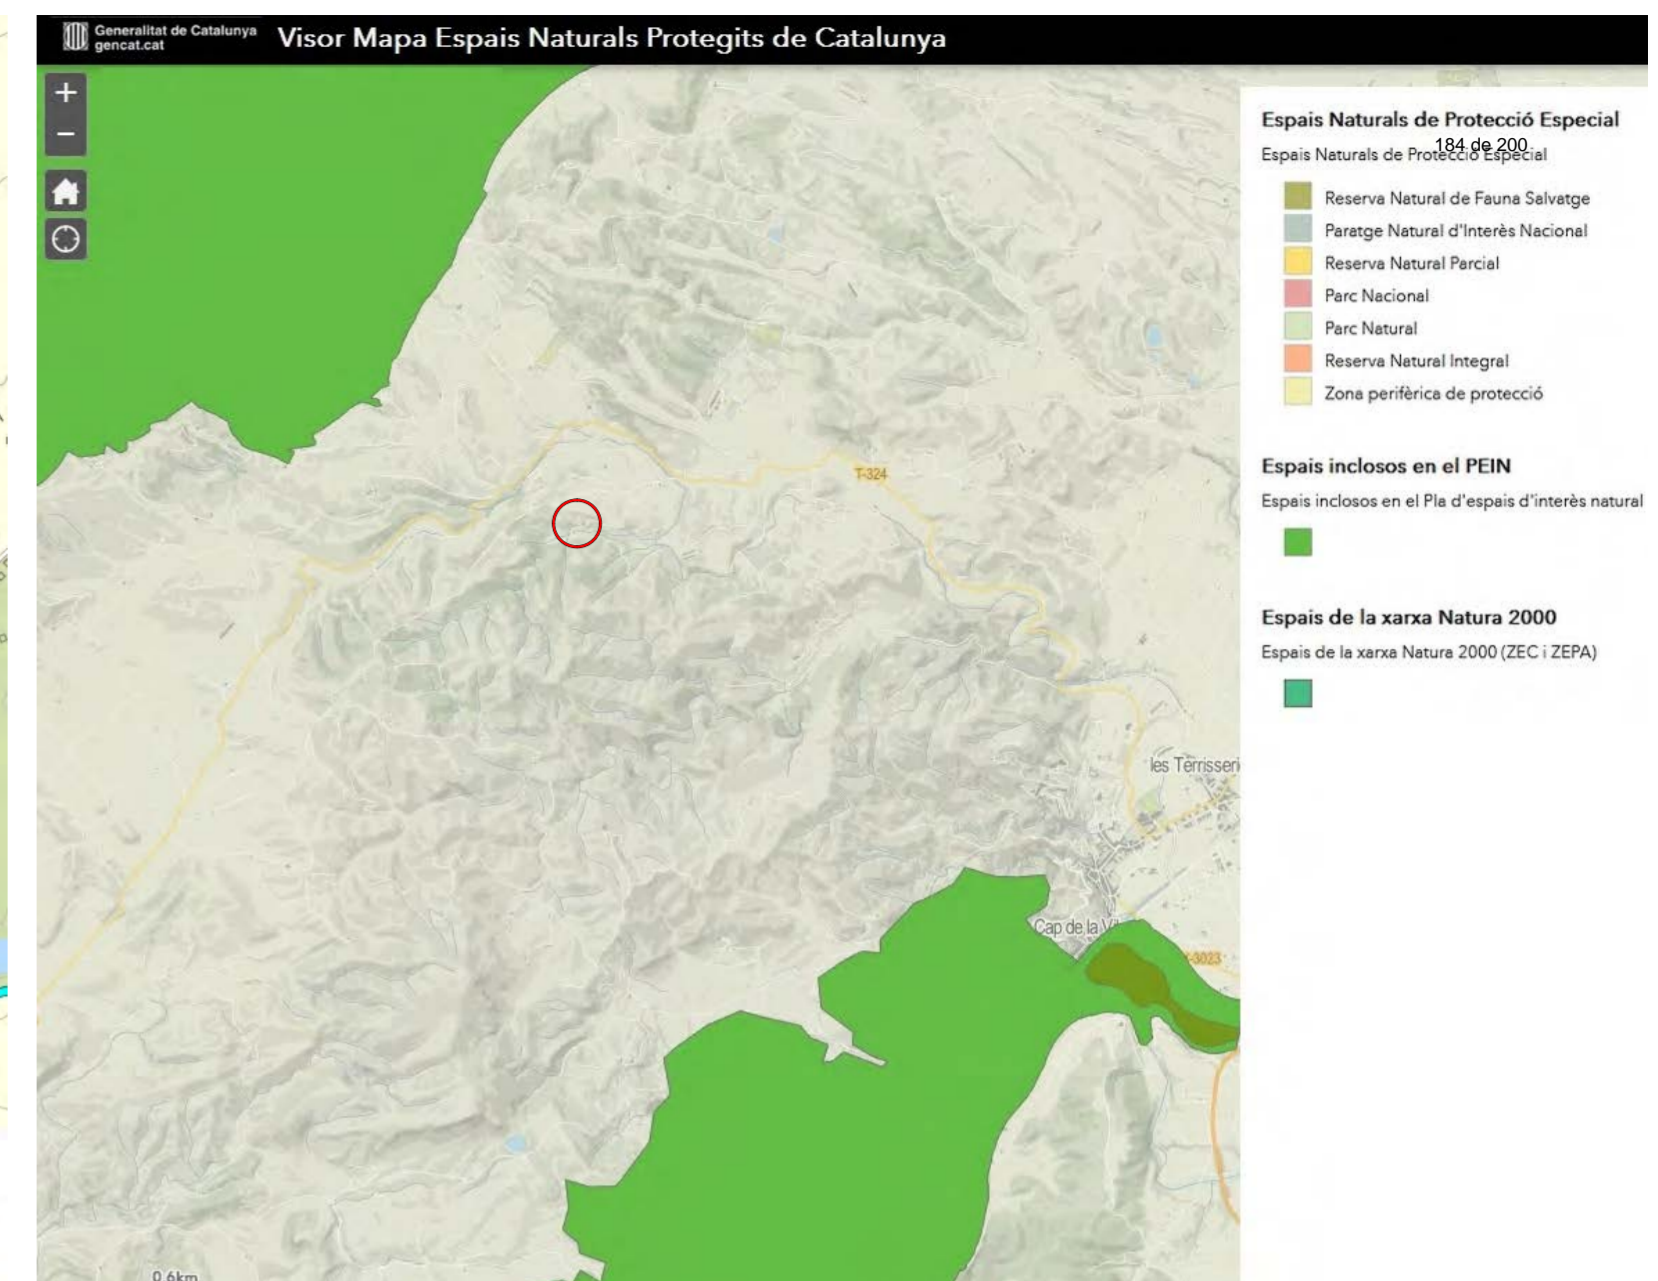 Generalitat de Catalunya
gencat.cat
Visor Mapa Espais Naturals Protegits de Catalunya
+
−
Espais Naturals de Protecció Especial
184 de 200
Espais Naturals de Protecció Especial
Reserva Natural de Fauna Salvatge
Paratge Natural d'Interès Nacional
Reserva Natural Parcial
Parc Nacional
Parc Natural
Reserva Natural Integral
Zona perifèrica de protecció
Espais inclosos en el PEIN
Espais inclosos en el Pla d'espais d'interès natural
Espais de la xarxa Natura 2000
Espais de la xarxa Natura 2000 (ZEC i ZEPA)
T-324
les Terrisseri
Cap de la Vi
-3023
0,6km